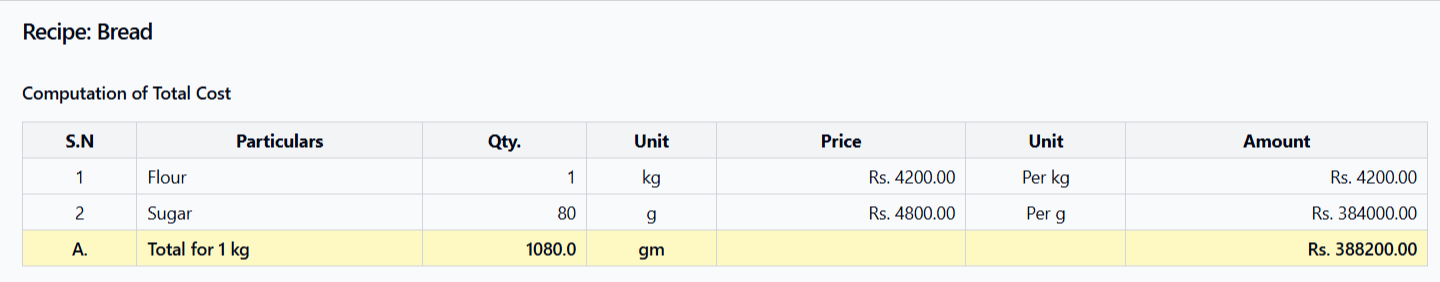 Recipe: Bread
Computation of Total Cost
S.N Particulars Qty. Unit Price Unit Amount
1 Flour 1 kg Rs. 4200.00 Per kg Rs. 4200.00
2 Sugar 80 g Rs. 4800.00 Per g Rs. 384000.00
A. Total for 1 kg 1080.0 gm Rs. 388200.00